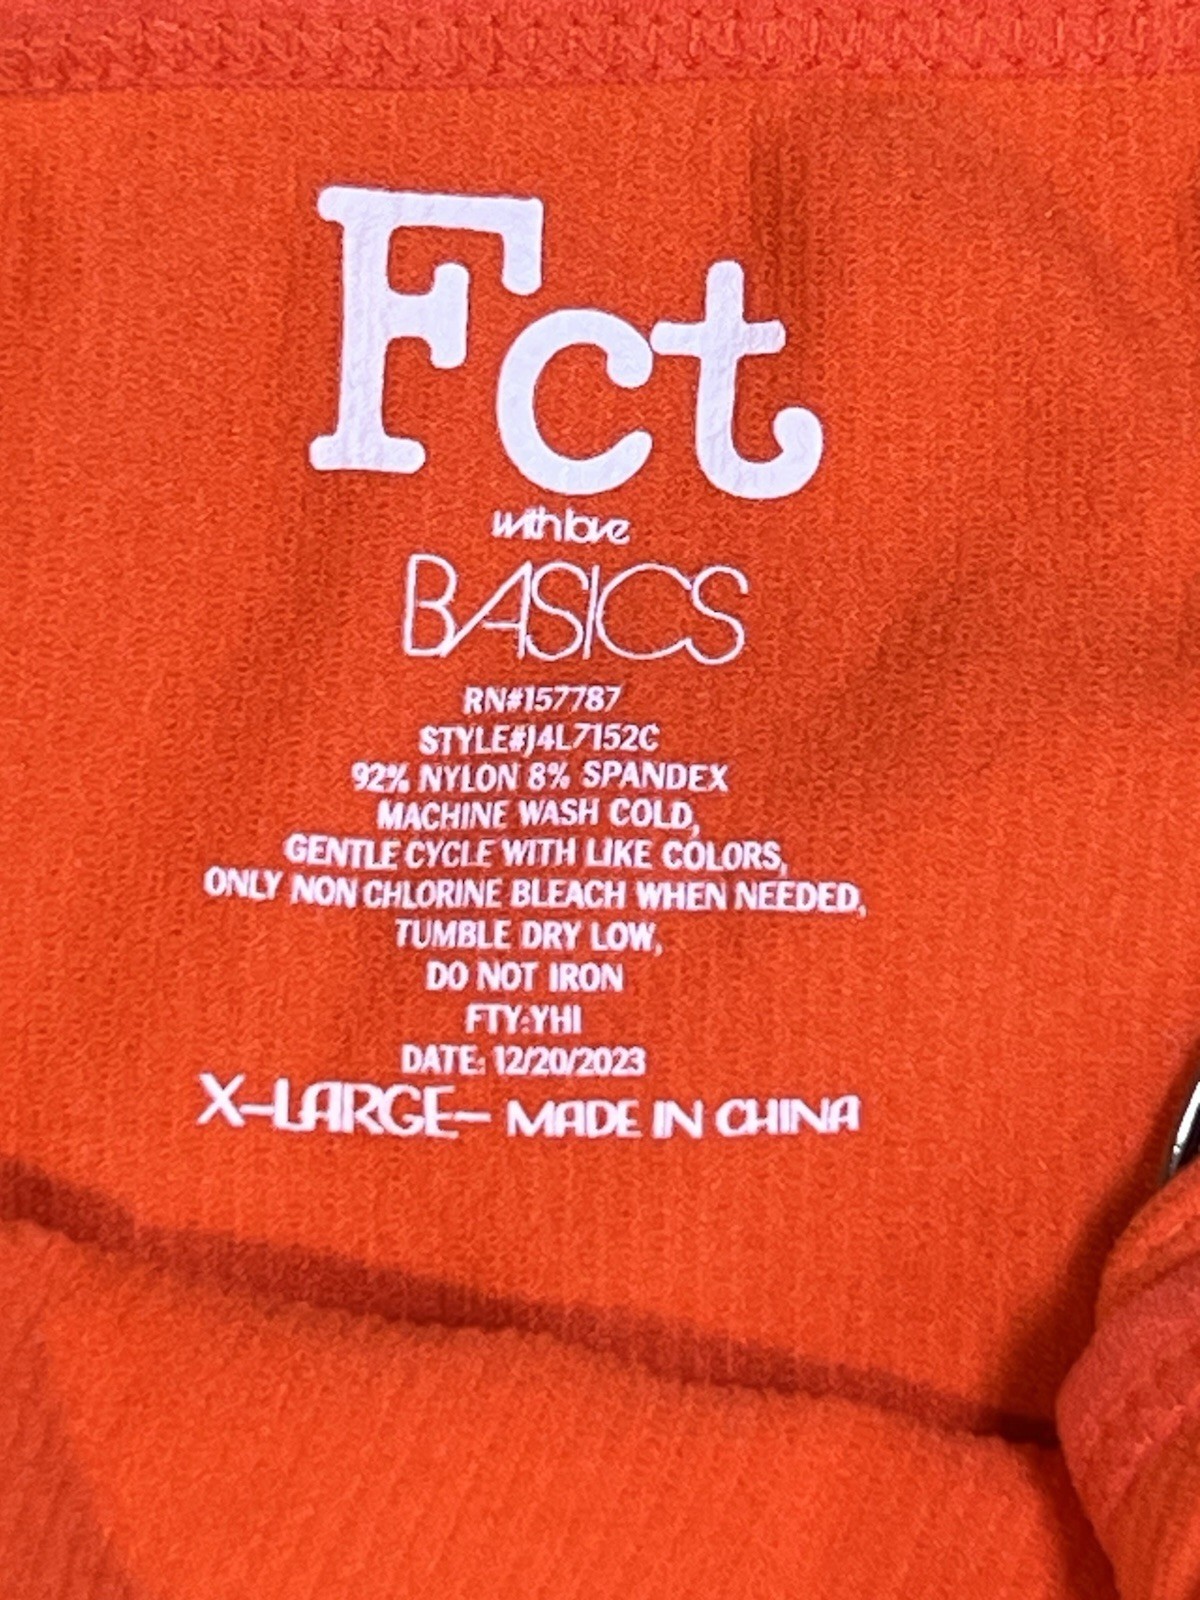 Fct
with love
BASICS
RN#157787
STYLE#J4L7152C
92% NYLON 8% SPANDEX
MACHINE WASH COLD,
GENTLE CYCLE WITH LIKE COLORS,
ONLY NON CHLORINE BLEACH WHEN NEEDED,
TUMBLE DRY LOW,
DO NOT IRON
FTY:YHI
DATE: 12/20/2023
X-LARGE- MADE IN CHINA